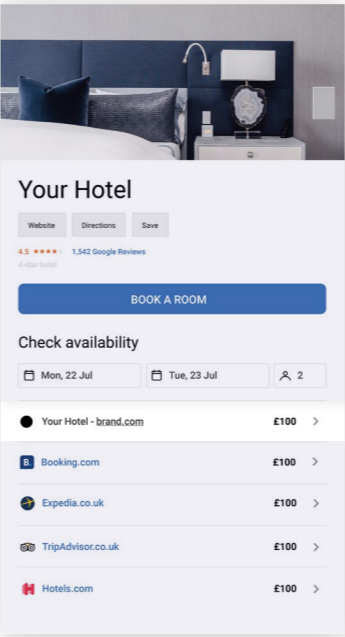 Your Hotel
Website Directions Save
4.5 1,542 Google Reviews
4-star hotel
BOOK A ROOM
Check availability
Mon, 22 Jul Tue, 23 Jul 2
Your Hotel - brand.com £100
B. Booking.com £100
Expedia.co.uk £100
TripAdvisor.co.uk £100
H Hotels.com £100